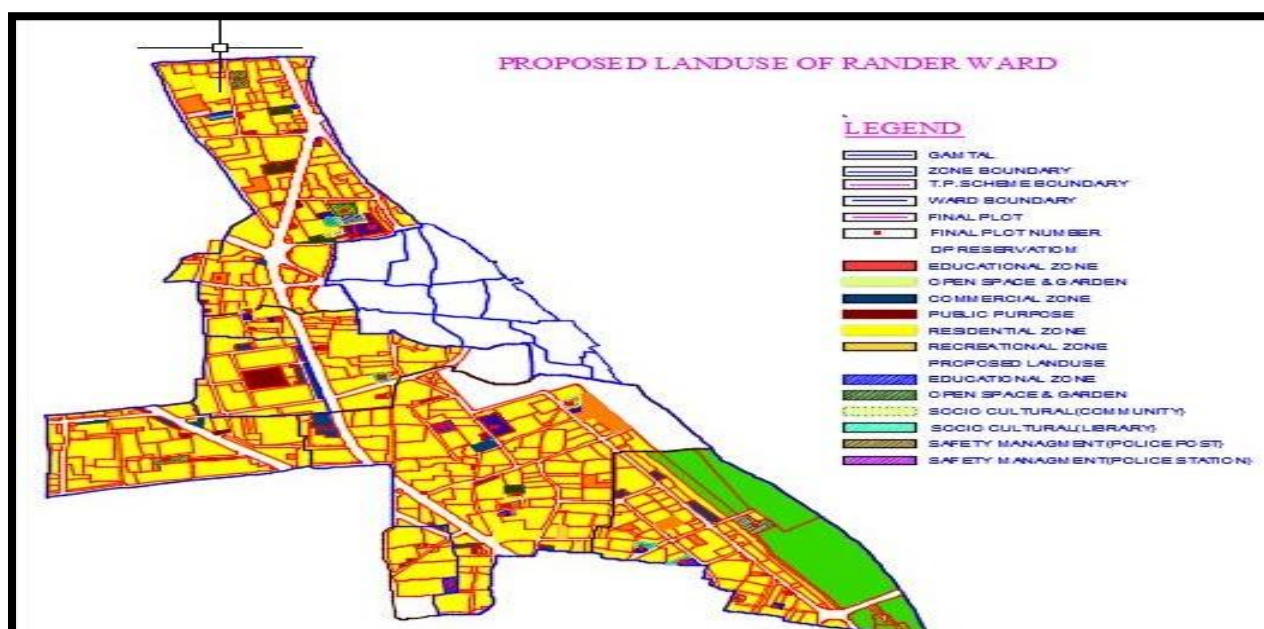 PROPOSED LANDUSE OF RANDER WARD
LEGEND
GAMTAL
ZONE BOUNDARY
T.P.SCHEME BOUNDARY
WARD BOUNDARY
FINAL PLOT
FINAL PLOT NUMBER
DP RESERVATION
EDUCATIONAL ZONE
OPEN SPACE & GARDEN
COMMERCIAL ZONE
PUBLIC PURPOSE
RESIDENTIAL ZONE
RECREATIONAL ZONE
PROPOSED LANDUSE
EDUCATIONAL ZONE
OPEN SPACE & GARDEN
SOCIO CULTURAL(COMMUNITY)
SOCIO CULTURAL(LIBRARY)
SAFETY MANAGMENT(POLICE POST)
SAFETY MANAGMENT(POLICE STATION)